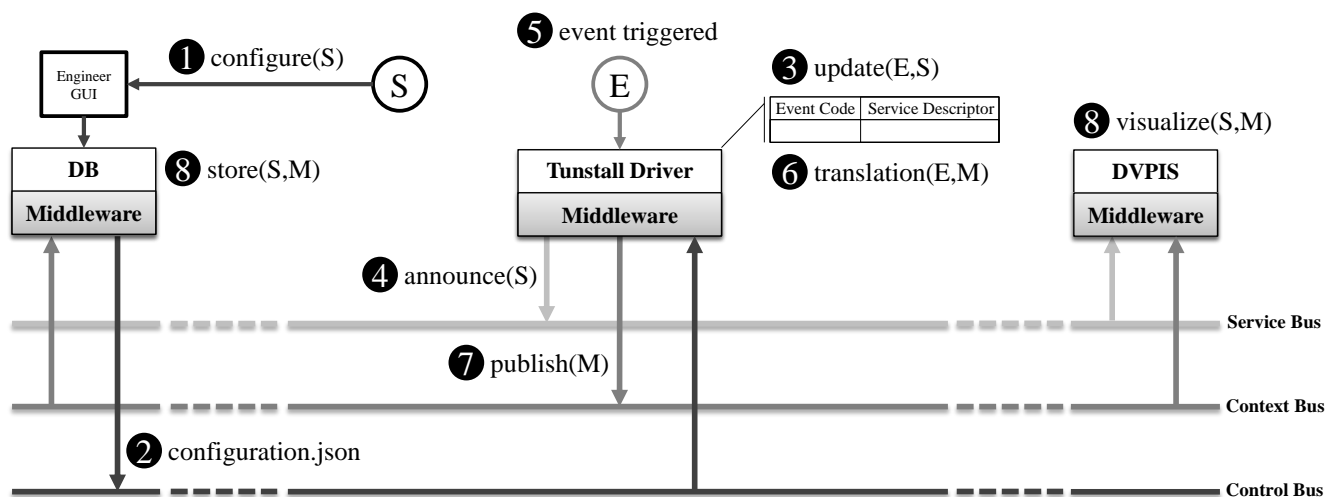 5 event triggered
1 configure(S)
3 update(E,S)
Engineer
GUI
S
E
Event Code Service Descriptor
8 visualize(S,M)
DB
8 store(S,M)
Tunstall Driver
6 translation(E,M)
DVPIS
Middleware
Middleware
Middleware
4 announce(S)
Service Bus
7 publish(M)
Context Bus
2 configuration.json
Control Bus